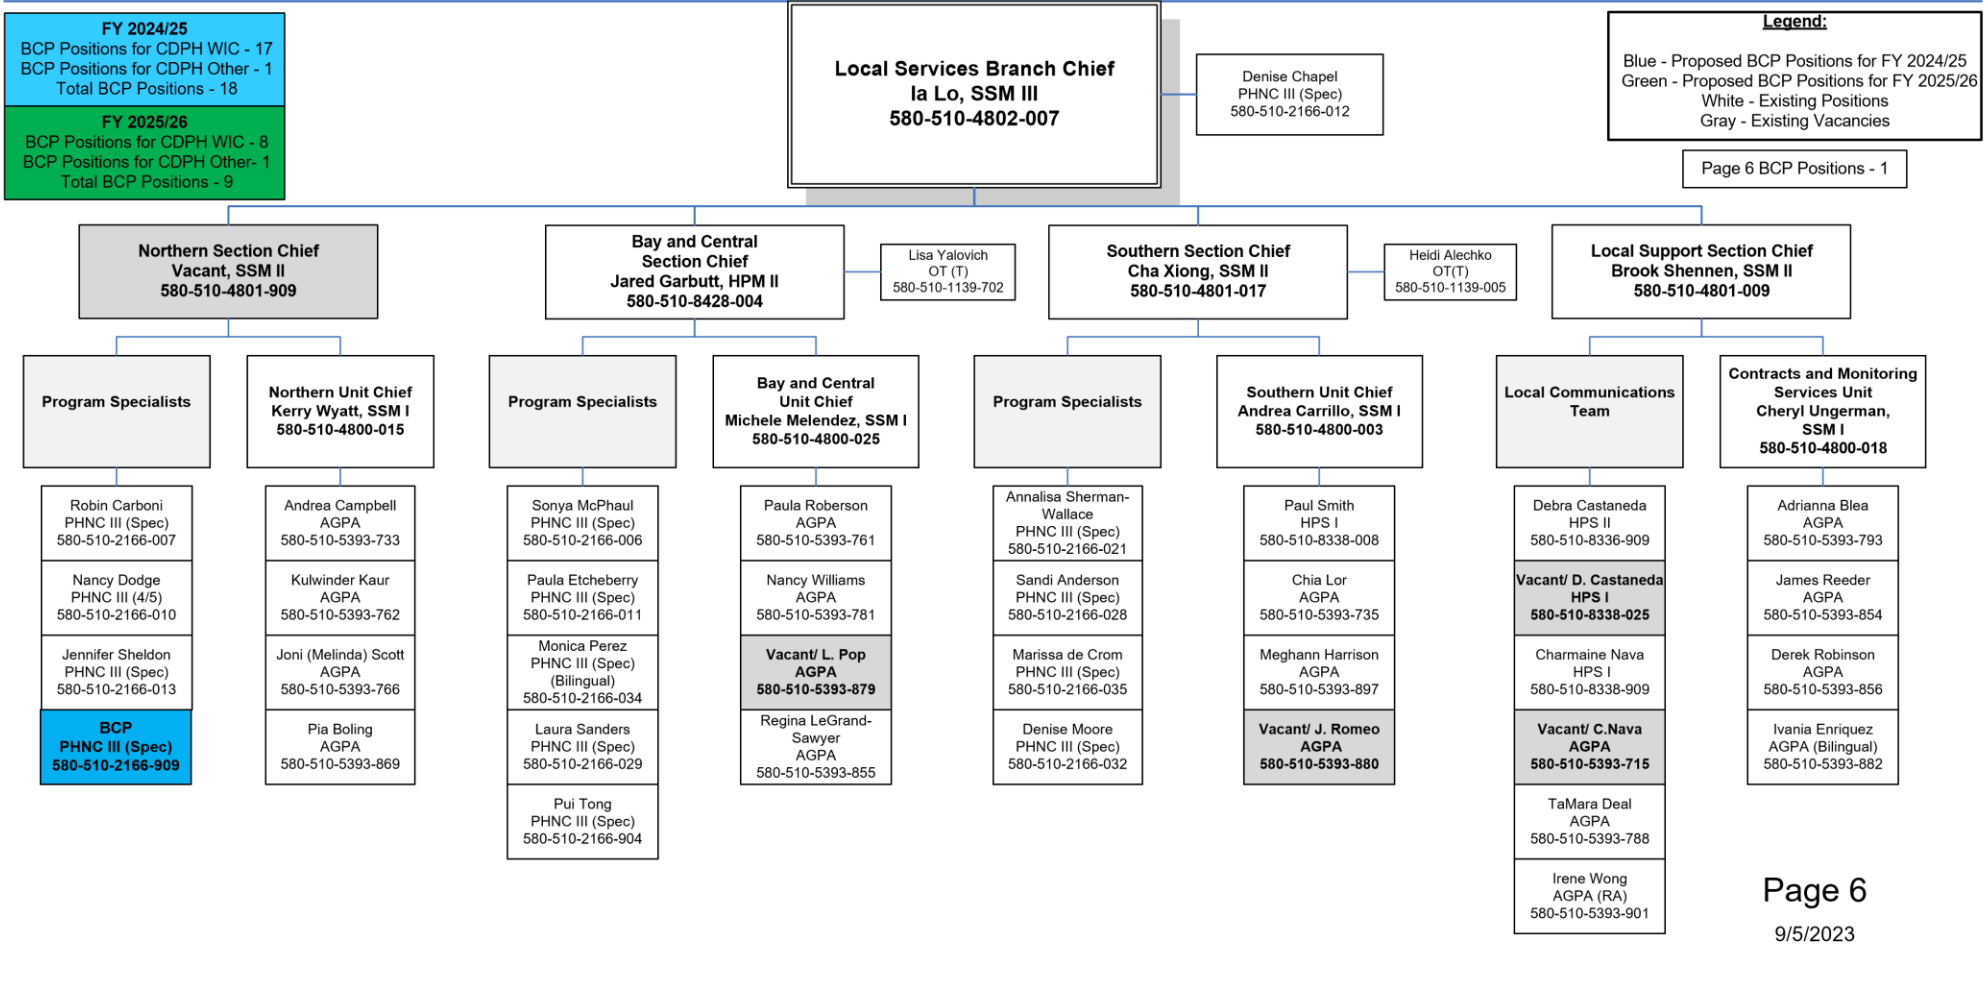 FY 2024/25
BCP Positions for CDPH WIC - 17
BCP Positions for CDPH Other - 1
Total BCP Positions - 18
FY 2025/26
BCP Positions for CDPH WIC - 8
BCP Positions for CDPH Other- 1
Total BCP Positions - 9
Local Services Branch Chief
Ia Lo, SSM III
580-510-4802-007
Denise Chapel
PHNC III (Spec)
580-510-2166-012
Legend:
Blue - Proposed BCP Positions for FY 2024/25
Green - Proposed BCP Positions for FY 2025/26
White - Existing Positions
Gray - Existing Vacancies
Page 6 BCP Positions - 1
Northern Section Chief
Vacant, SSM II
580-510-4801-909
Bay and Central
Section Chief
Jared Garbutt, HPM II
580-510-8428-004
Lisa Yalovich
OT (T)
580-510-1139-702
Southern Section Chief
Cha Xiong, SSM II
580-510-4801-017
Heidi Alechko
OT(T)
580-510-1139-005
Local Support Section Chief
Brook Shennen, SSM II
580-510-4801-009
Program Specialists
Northern Unit Chief
Kerry Wyatt, SSM I
580-510-4800-015
Program Specialists
Bay and Central
Unit Chief
Michele Melendez, SSM I
580-510-4800-025
Program Specialists
Southern Unit Chief
Andrea Carrillo, SSM I
580-510-4800-003
Local Communications
Team
Contracts and Monitoring
Services Unit
Cheryl Ungerman,
SSM I
580-510-4800-018
Robin Carboni
PHNC III (Spec)
580-510-2166-007
Nancy Dodge
PHNC III (4/5)
580-510-2166-010
Jennifer Sheldon
PHNC III (Spec)
580-510-2166-013
BCP
PHNC III (Spec)
580-510-2166-909
Andrea Campbell
AGPA
580-510-5393-733
Kulwinder Kaur
AGPA
580-510-5393-762
Joni (Melinda) Scott
AGPA
580-510-5393-766
Pia Boling
AGPA
580-510-5393-869
Sonya McPhaul
PHNC III (Spec)
580-510-2166-006
Paula Etcheberry
PHNC III (Spec)
580-510-2166-011
Monica Perez
PHNC III (Spec)
(Bilingual)
580-510-2166-034
Laura Sanders
PHNC III (Spec)
580-510-2166-029
Pui Tong
PHNC III (Spec)
580-510-2166-904
Paula Roberson
AGPA
580-510-5393-761
Nancy Williams
AGPA
580-510-5393-781
Vacant/ L. Pop
AGPA
580-510-5393-879
Regina LeGrand-
Sawyer
AGPA
580-510-5393-855
Annalisa Sherman-
Wallace
PHNC III (Spec)
580-510-2166-021
Sandi Anderson
PHNC III (Spec)
580-510-2166-028
Marissa de Crom
PHNC III (Spec)
580-510-2166-035
Denise Moore
PHNC III (Spec)
580-510-2166-032
Paul Smith
HPS I
580-510-8338-008
Chia Lor
AGPA
580-510-5393-735
Meghann Harrison
AGPA
580-510-5393-897
Vacant/ J. Romeo
AGPA
580-510-5393-880
Debra Castaneda
HPS II
580-510-8336-909
Vacant/ D. Castaneda
HPS I
580-510-8338-025
Charmaine Nava
HPS I
580-510-8338-909
Vacant/ C.Nava
AGPA
580-510-5393-715
TaMara Deal
AGPA
580-510-5393-788
Irene Wong
AGPA (RA)
580-510-5393-901
Adrianna Blea
AGPA
580-510-5393-793
James Reeder
AGPA
580-510-5393-854
Derek Robinson
AGPA
580-510-5393-856
Ivania Enriquez
AGPA (Bilingual)
580-510-5393-882
Page 6
9/5/2023